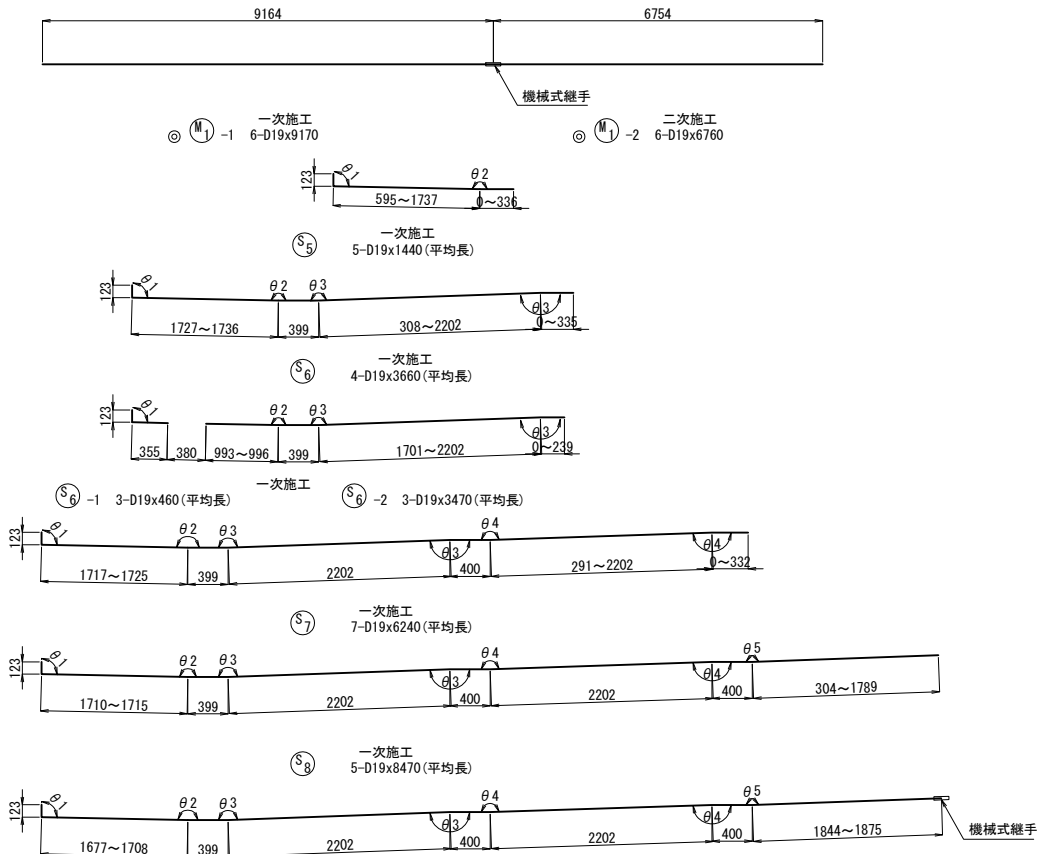 9164 6754
機械式継手
一次施工 二次施工
◎ M1 -1 6-D19x9170 ◎ M1 -2 6-D19x6760
123 θ1 θ2
595～1737 0～336
一次施工
S5 5-D19x1440(平均長)
123 θ1 θ2 θ3
θ3
1727～1736 399 308～2202 0～335
一次施工
S6 4-D19x3660(平均長)
123 θ1 θ2 θ3
θ3
355 380 993～996 399 1701～2202 0～239
一次施工
S6 -1 3-D19x460(平均長) S6 -2 3-D19x3470(平均長)
123 θ1 θ2 θ3 θ4
θ3 θ4
1717～1725 399 2202 400 291～2202 0～332
一次施工
S7 7-D19x6240(平均長)
123 θ1 θ2 θ3 θ4 θ5
θ3 θ4
1710～1715 399 2202 400 2202 400 304～1789
一次施工
S8 5-D19x8470(平均長)
123 θ1 θ2 θ3 θ4 θ5
θ3 θ4
機械式継手
1677～1708 399 2202 400 2202 400 1844～1875